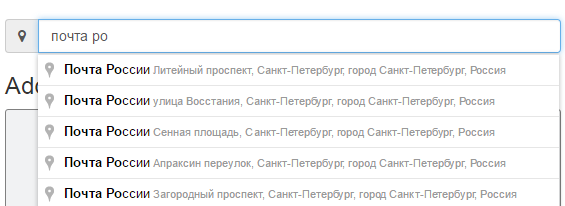 почта ро
Почта России Литейный проспект, Санкт-Петербург, город Санкт-Петербург, Россия
Ado
Почта России улица Восстания, Санкт-Петербург, город Санкт-Петербург, Россия
Почта России Сенная площадь, Санкт-Петербург, город Санкт-Петербург, Россия
Почта России Апраксин переулок, Санкт-Петербург, город Санкт-Петербург, Россия
Почта России Загородный проспект, Санкт-Петербург, город Санкт-Петербург, Россия